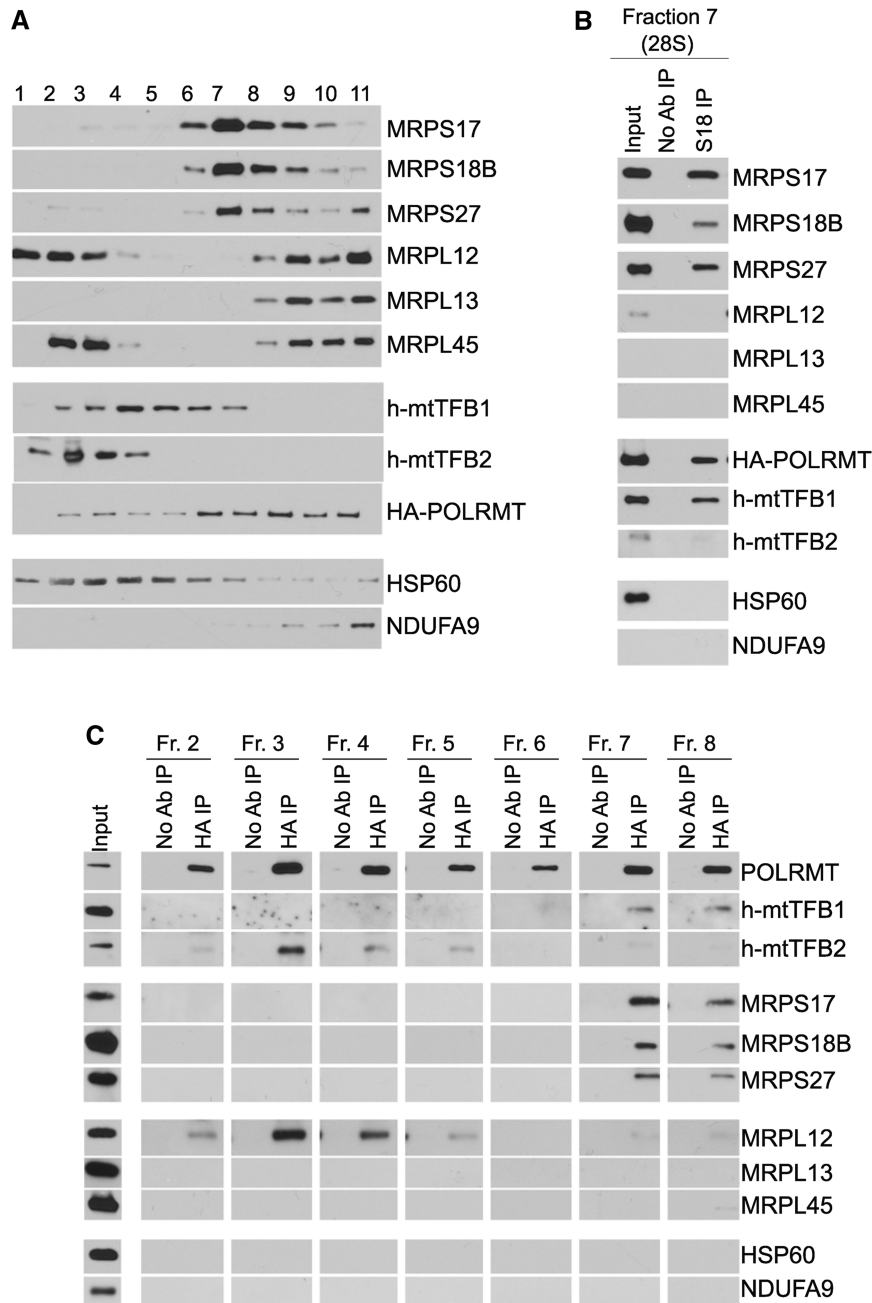 A
1 2 3 4 5 6 7 8 9 10 11
MRPS17
MRPS18B
MRPS27
MRPL12
MRPL13
MRPL45
h-mtTFB1
h-mtTFB2
HA-POLRMT
HSP60
NDUFA9
B
Fraction 7
(28S)
Input
No Ab IP
S18 IP
MRPS17
MRPS18B
MRPS27
MRPL12
MRPL13
MRPL45
HA-POLRMT
h-mtTFB1
h-mtTFB2
HSP60
NDUFA9
C
Fr. 2 Fr. 3 Fr. 4 Fr. 5 Fr. 6 Fr. 7 Fr. 8
Input
No Ab IP
HA IP
No Ab IP
HA IP
No Ab IP
HA IP
No Ab IP
HA IP
No Ab IP
HA IP
No Ab IP
HA IP
No Ab IP
HA IP
POLRMT
h-mtTFB1
h-mtTFB2
MRPS17
MRPS18B
MRPS27
MRPL12
MRPL13
MRPL45
HSP60
NDUFA9